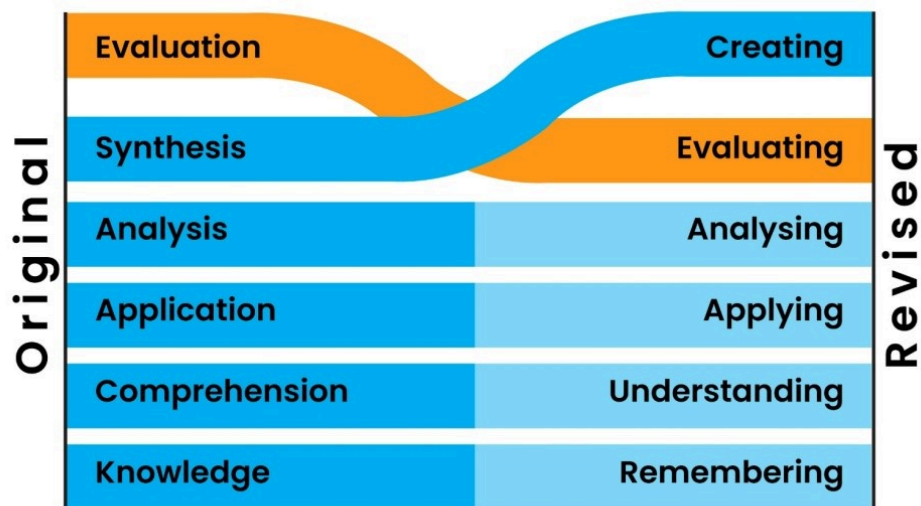 Original
Evaluation
Creating
Synthesis
Evaluating
Analysis
Analysing
Application
Applying
Comprehension
Understanding
Knowledge
Remembering
Revised